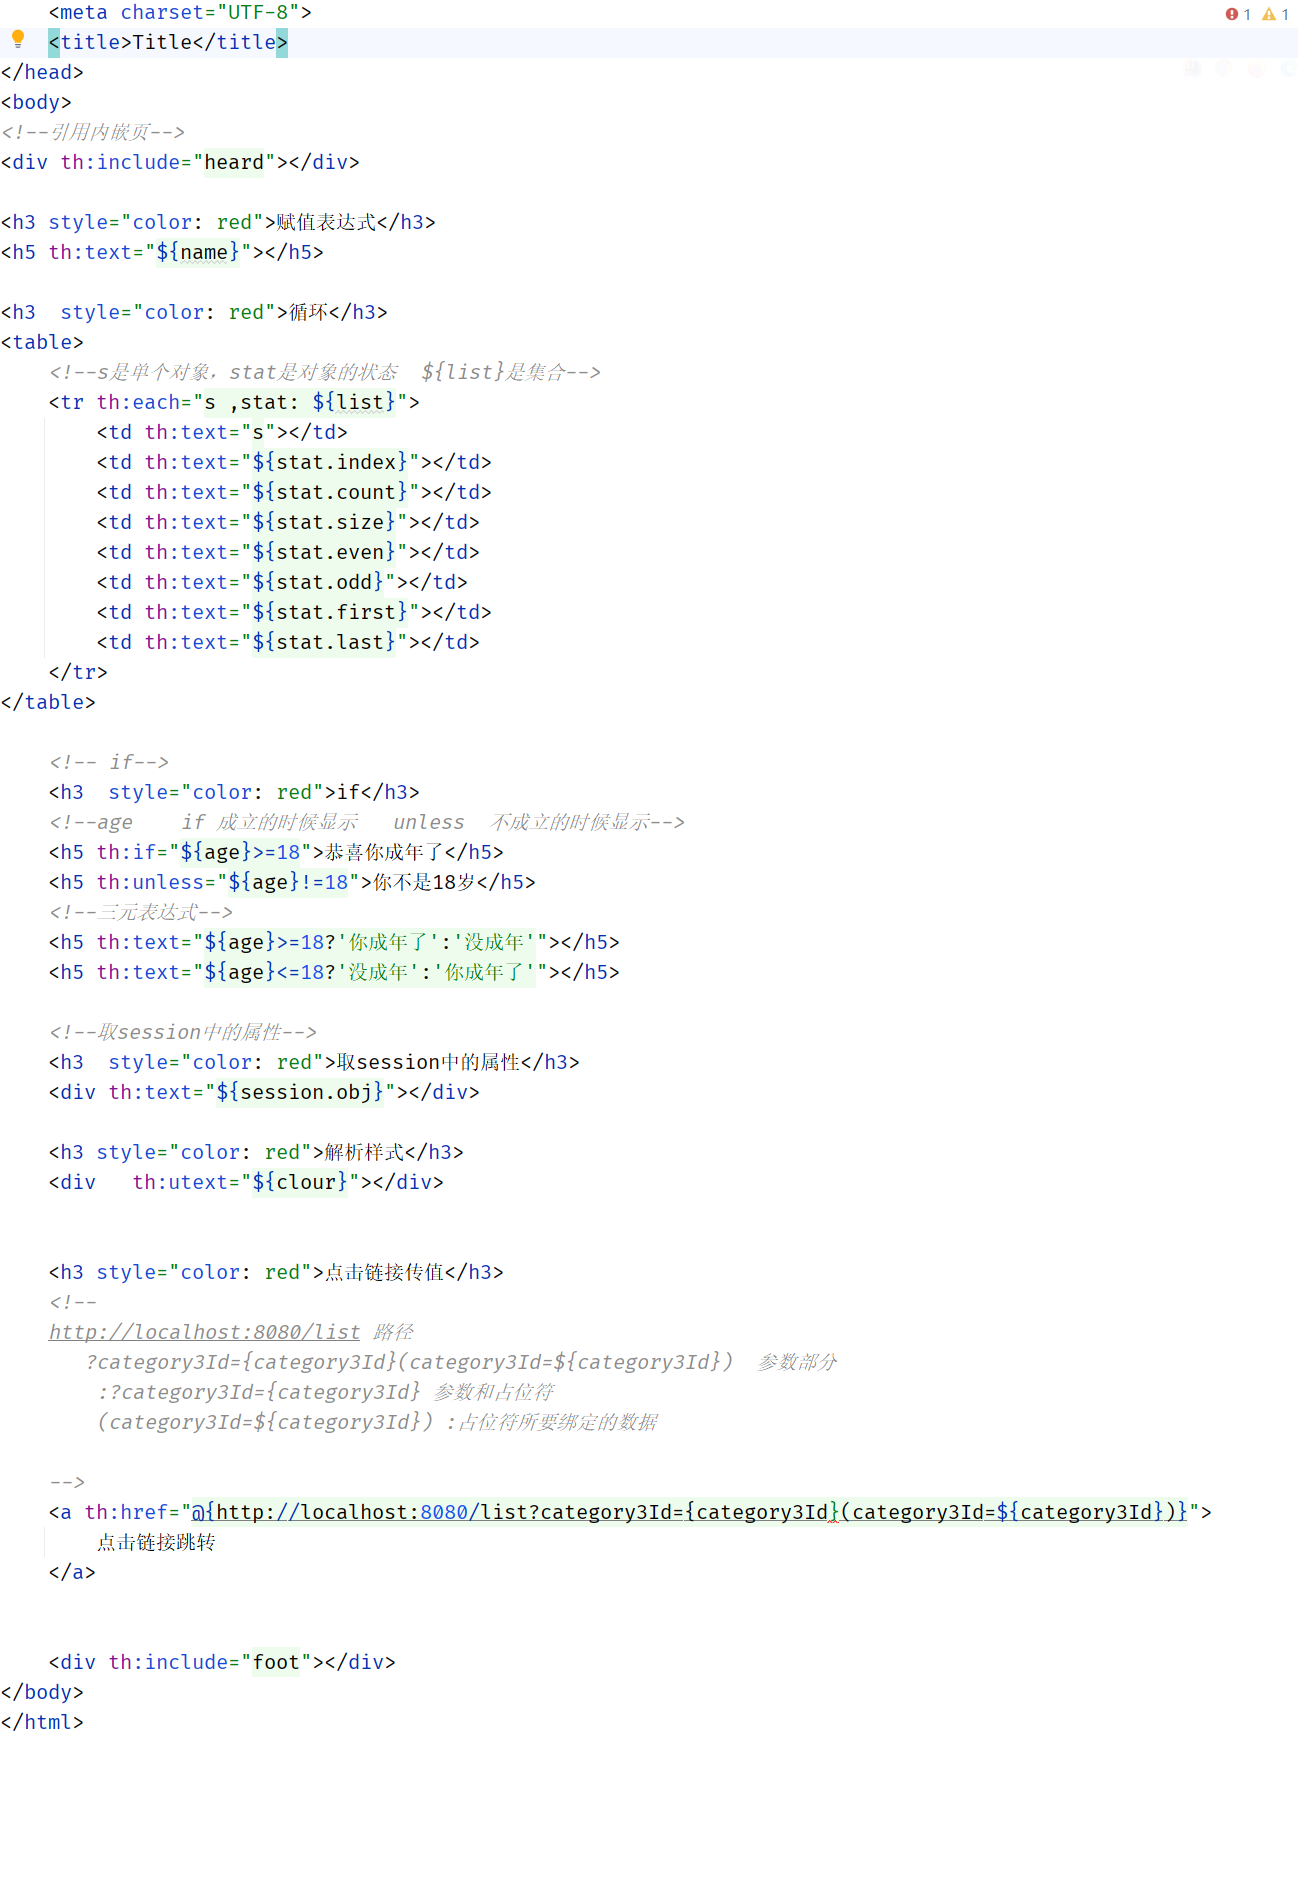 <meta charset="UTF-8">
1 1
    <title>Title</title>
</head>
<body>
<!--引用内嵌页-->
<div th:include="heard"></div>
<h3 style="color: red">赋值表达式</h3>
<h5 th:text="${name}"></h5>
<h3  style="color: red">循环</h3>
<table>
    <!--s是单个对象，stat是对象的状态  ${list}是集合-->
    <tr th:each="s ,stat: ${list}">
        <td th:text="s"></td>
        <td th:text="${stat.index}"></td>
        <td th:text="${stat.count}"></td>
        <td th:text="${stat.size}"></td>
        <td th:text="${stat.even}"></td>
        <td th:text="${stat.odd}"></td>
        <td th:text="${stat.first}"></td>
        <td th:text="${stat.last}"></td>
    </tr>
</table>
    <!-- if-->
    <h3  style="color: red">if</h3>
    <!--age    if 成立的时候显示   unless  不成立的时候显示-->
    <h5 th:if="${age}>=18">恭喜你成年了</h5>
    <h5 th:unless="${age}!=18">你不是18岁</h5>
    <!--三元表达式-->
    <h5 th:text="${age}>=18?'你成年了':'没成年'"></h5>
    <h5 th:text="${age}<=18?'没成年':'你成年了'"></h5>
    <!--取session中的属性-->
    <h3  style="color: red">取session中的属性</h3>
    <div th:text="${session.obj}"></div>
    <h3 style="color: red">解析样式</h3>
    <div   th:utext="${clour}"></div>
    <h3 style="color: red">点击链接传值</h3>
    <!--
    http://localhost:8080/list 路径
       ?category3Id={category3Id}(category3Id=${category3Id})  参数部分
        :?category3Id={category3Id} 参数和占位符
        (category3Id=${category3Id}) :占位符所要绑定的数据
    -->
    <a th:href="@{http://localhost:8080/list?category3Id={category3Id}(category3Id=${category3Id})}">
        点击链接跳转
    </a>
    <div th:include="foot"></div>
</body>
</html>